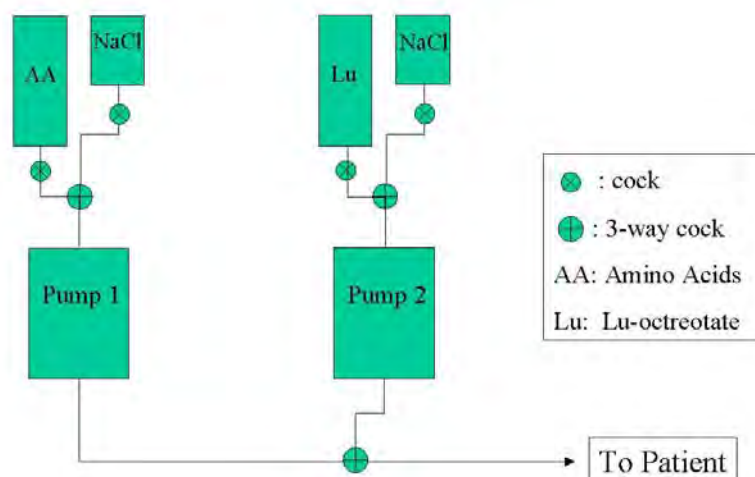 AA
NaCl
Lu
NaCl
Pump 1
Pump 2
: cock
: 3-way cock
AA: Amino Acids
Lu: Lu-octreotate
To Patient